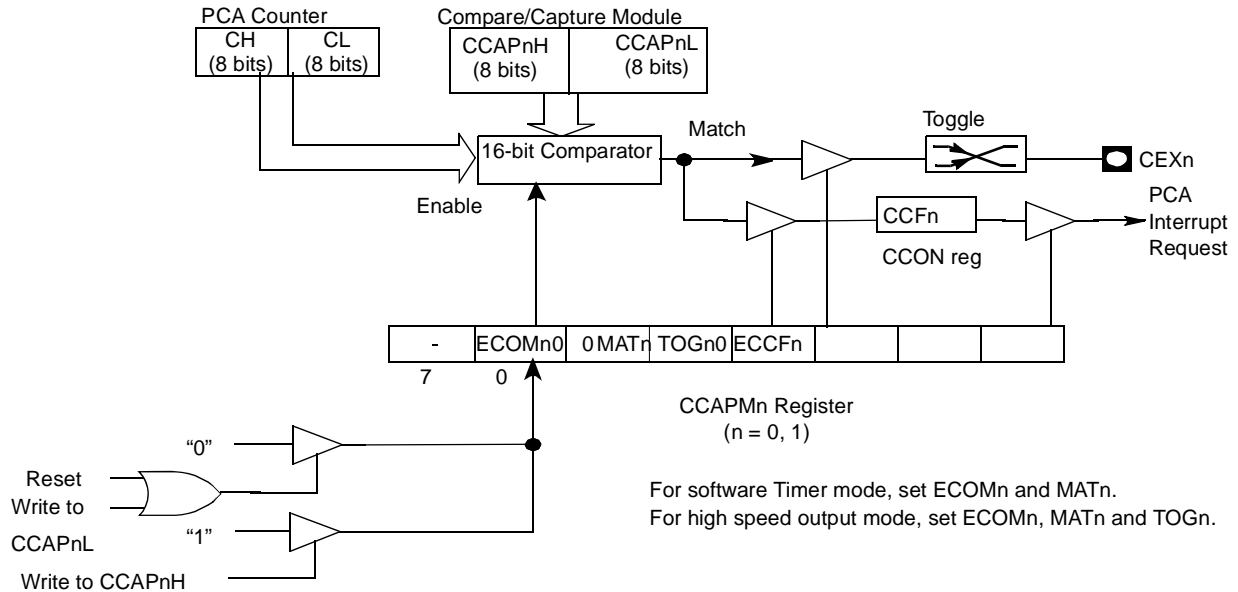 PCA Counter
Compare/Capture Module
CH
(8 bits)
CL
(8 bits)
CCAPnH
(8 bits)
CCAPnL
(8 bits)
16-bit Comparator
Match
Toggle
CEXn
Enable
CCFn
CCON reg
PCA
Interrupt
Request
-
ECOMn0
0 MATn
TOGn0
ECCFn
7
0
CCAPMn Register
(n = 0, 1)
“0”
Reset
Write to
CCAPnL
“1”
Write to CCAPnH
For software Timer mode, set ECOMn and MATn.
For high speed output mode, set ECOMn, MATn and TOGn.